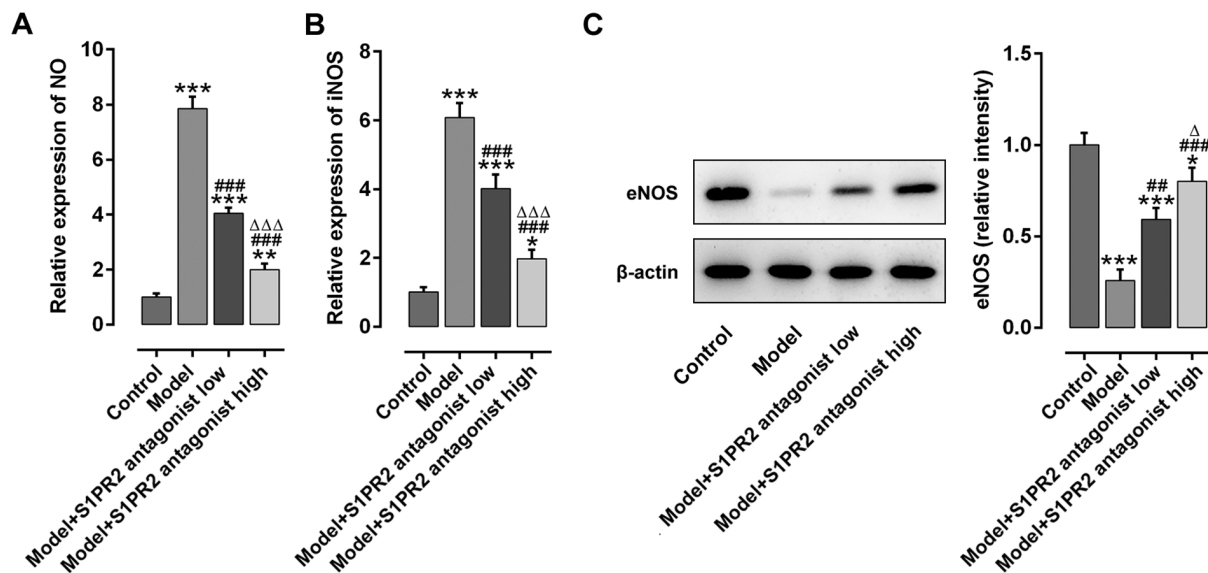 A
Relative expression of NO
10
8
6
4
2
0
***
###
***
ΔΔΔ
###
**
Control
Model
Model+S1PR2 antagonist low
Model+S1PR2 antagonist high
B
Relative expression of iNOS
8
6
4
2
0
***
###
***
ΔΔΔ
###
*
Control
Model
Model+S1PR2 antagonist low
Model+S1PR2 antagonist high
C
eNOS
β-actin
Control
Model
Model+S1PR2 antagonist low
Model+S1PR2 antagonist high
eNOS (relative intensity)
1.5
1.0
0.5
0.0
***
##
***
Δ
###
*
Control
Model
Model+S1PR2 antagonist low
Model+S1PR2 antagonist high